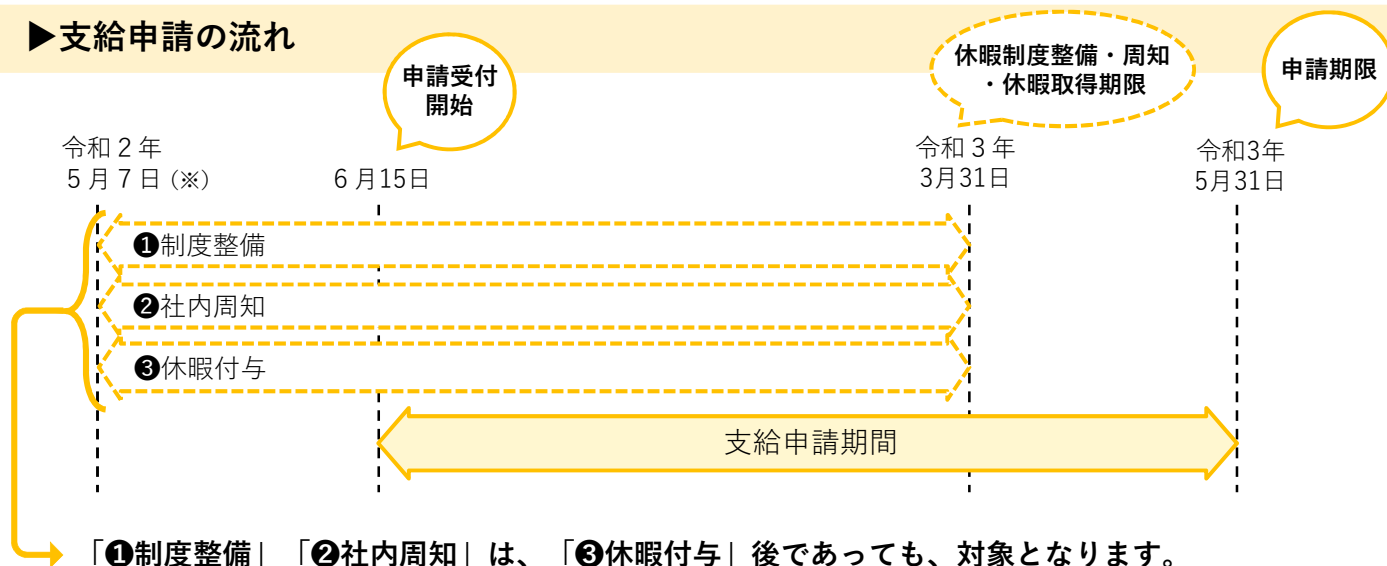 ▶支給申請の流れ
申請受付
開始
休暇制度整備・周知
・休暇取得期限
申請期限
令和２年
５月７日(※)
６月15日
令和３年
3月31日
令和3年
5月31日
❶制度整備
❷社内周知
❸休暇付与
支給申請期間
「❶制度整備」「❷社内周知」は、「❸休暇付与」後であっても、対象となります。